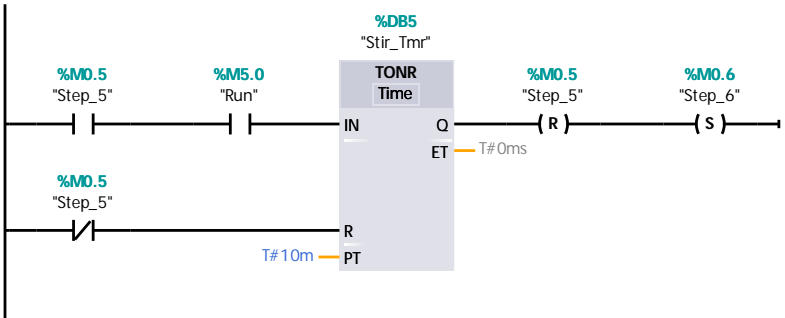 %DB5
"Stir_Tmr"
%M0.5
"Step_5"
%M5.0
"Run"
TONR
Time
%M0.5
"Step_5"
%M0.6
"Step_6"
IN
Q
R
S
ET
T#0ms
%M0.5
"Step_5"
R
T#10m
PT